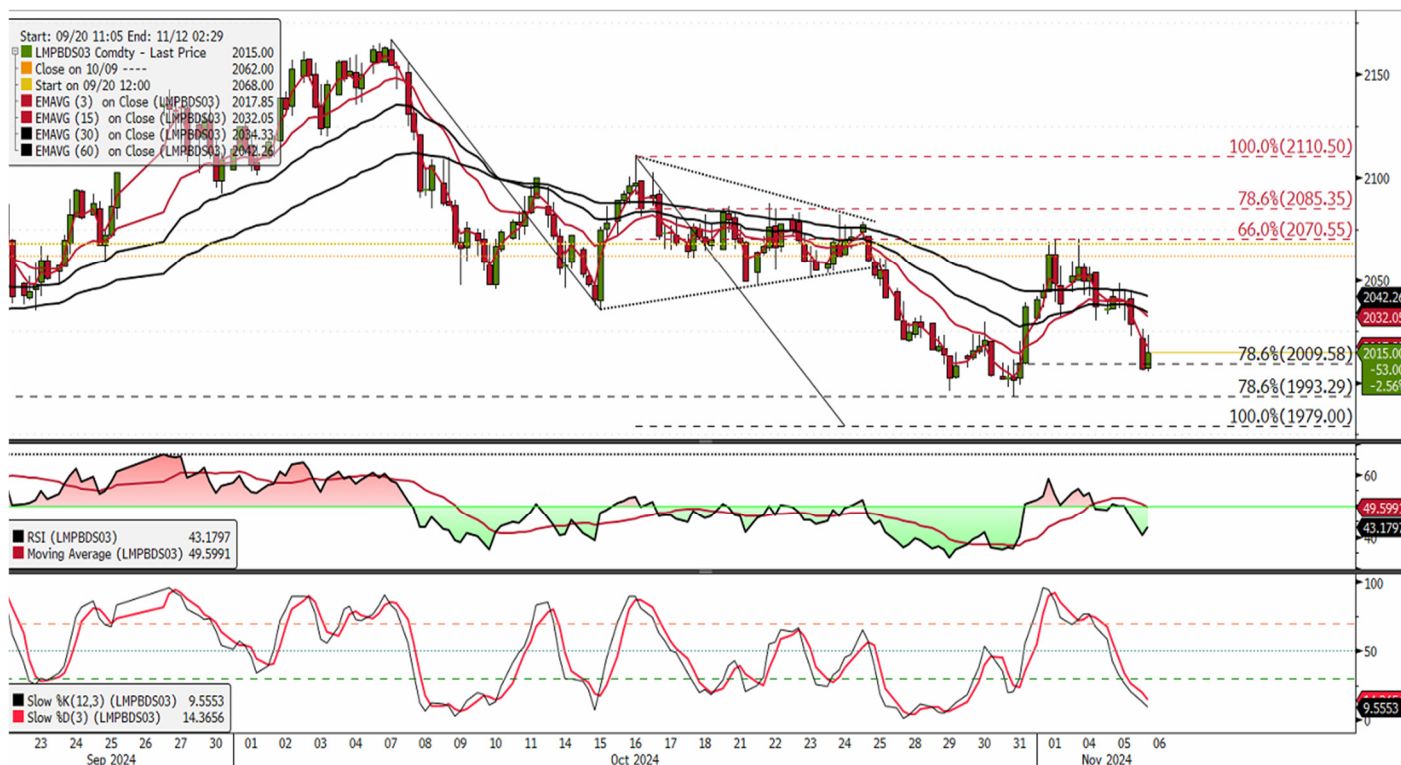 Start: 09/20 11:05 End: 11/12 02:29
LMPBDS03 Comdty - Last Price 2015.00
Close on 10/09 ---- 2062.00
Start on 09/20 12:00 2068.00
EMAVG (3) on Close (LMPBDS03) 2017.85
EMAVG (15) on Close (LMPBDS03) 2032.05
EMAVG (30) on Close (LMPBDS03) 2034.33
EMAVG (60) on Close (LMPBDS03) 2042.26
2150
100.0%(2110.50)
2100
78.6%(2085.35)
66.0%(2070.55)
2050
2042.26
2032.05
78.6%(2009.58)
2015.00
-53.00
-2.56%
78.6%(1993.29)
100.0%(1979.00)
60
49.5991
43.1797
40
RSI (LMPBDS03) 43.1797
Moving Average (LMPBDS03) 49.5991
100
50
9.5553
0
Slow %K(12,3) (LMPBDS03) 9.5553
Slow %D(3) (LMPBDS03) 14.3656
23 24 25 26 27 30 01 02 03 04 07 08 09 10 11 14 15 16 17 18 21 22 23 24 25 28 29 30 31 01 04 05 06
Sep 2024 Oct 2024 Nov 2024